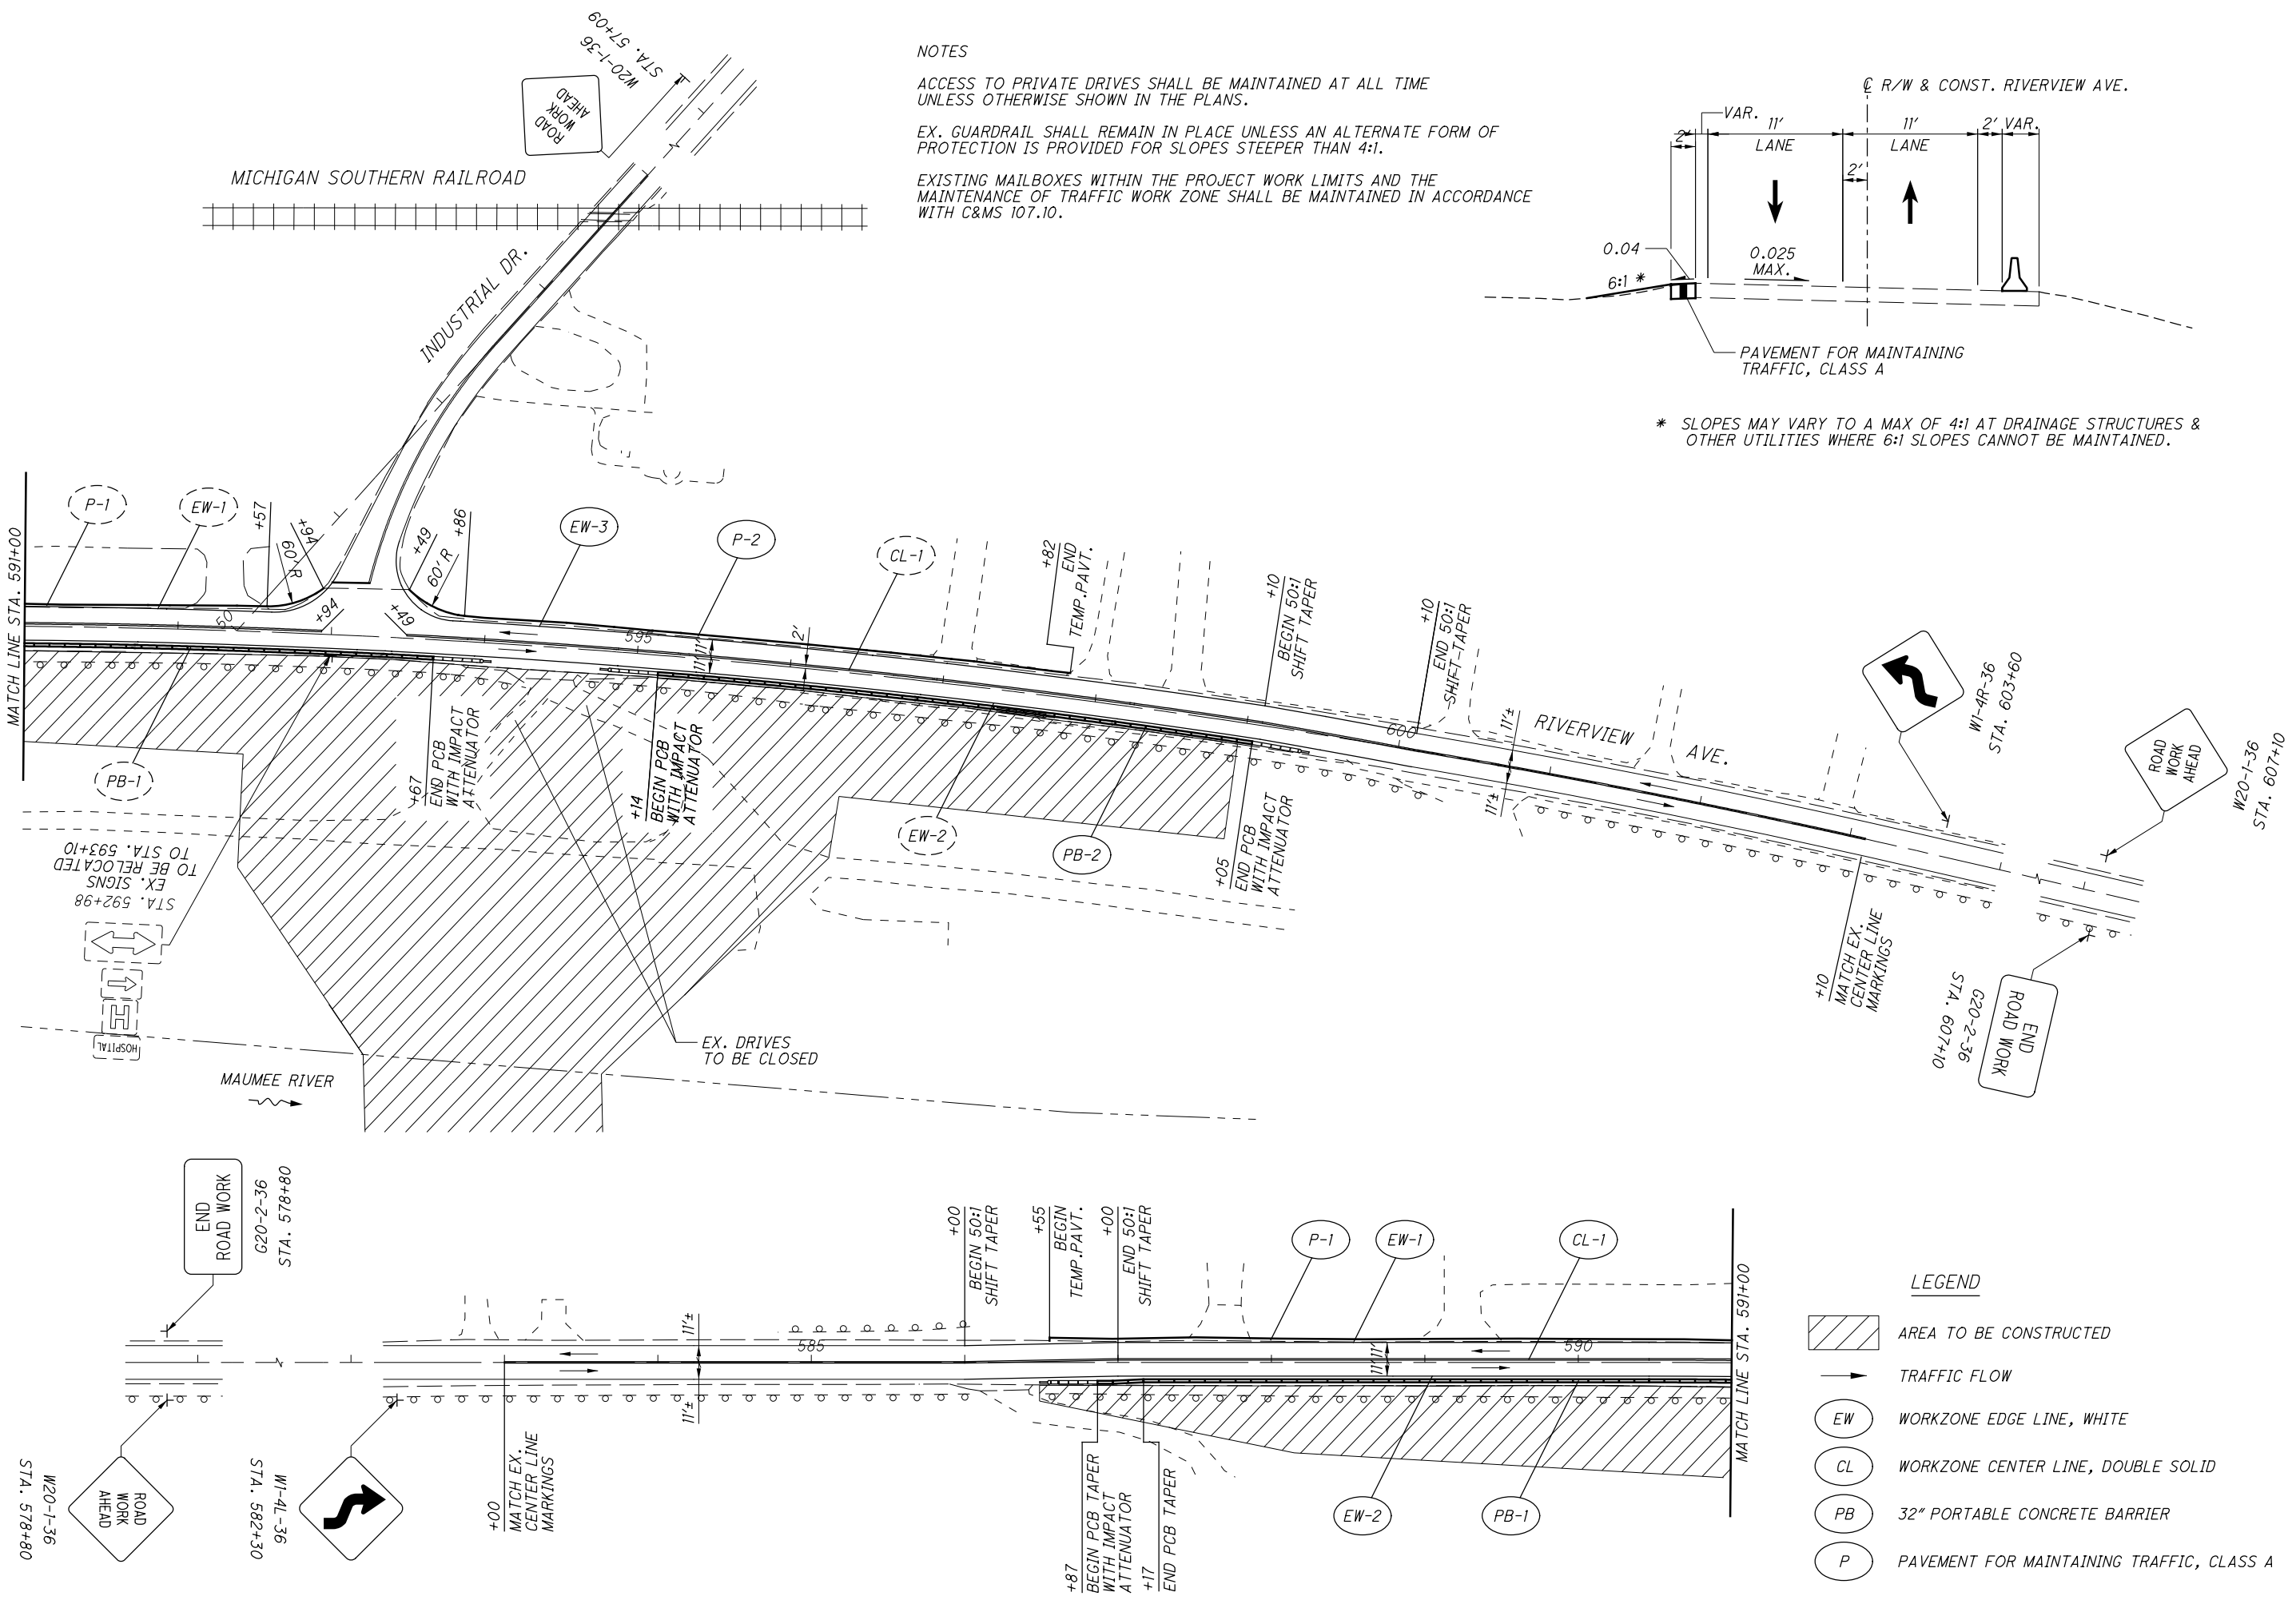 NOTES
ACCESS TO PRIVATE DRIVES SHALL BE MAINTAINED AT ALL TIME
UNLESS OTHERWISE SHOWN IN THE PLANS.
EX. GUARDRAIL SHALL REMAIN IN PLACE UNLESS AN ALTERNATE FORM OF
PROTECTION IS PROVIDED FOR SLOPES STEEPER THAN 4:1.
EXISTING MAILBOXES WITHIN THE PROJECT WORK LIMITS AND THE
MAINTENANCE OF TRAFFIC WORK ZONE SHALL BE MAINTAINED IN ACCORDANCE
WITH C&MS 107.10.
℄ R/W & CONST. RIVERVIEW AVE.
VAR.
2'
11'
LANE
11'
LANE
2'
VAR.
2'
0.04
6:1 *
0.025
MAX.
PAVEMENT FOR MAINTAINING
TRAFFIC, CLASS A
* SLOPES MAY VARY TO A MAX OF 4:1 AT DRAINAGE STRUCTURES &
OTHER UTILITIES WHERE 6:1 SLOPES CANNOT BE MAINTAINED.
W20-1-36
STA. 57+09
ROAD
WORK
AHEAD
MICHIGAN SOUTHERN RAILROAD
INDUSTRIAL DR.
MATCH LINE STA. 591+00
P-1
EW-1
+57
60'R
+94
+94
50
+49
+49
60'R
+86
EW-3
P-2
CL-1
595
11'
11'
2'
+82
END
TEMP.PAVT.
+10
BEGIN 50:1
SHIFT TAPER
+10
END 50:1
SHIFT TAPER
600
11'±
11'±
RIVERVIEW
AVE.
W1-4R-36
STA. 603+60
ROAD
WORK
AHEAD
W20-1-36
STA. 607+10
PB-1
+67
END PCB
WITH IMPACT
ATTENUATOR
+14
BEGIN PCB
WITH IMPACT
ATTENUATOR
EW-2
PB-2
+05
END PCB
WITH IMPACT
ATTENUATOR
+10
MATCH EX.
CENTER LINE
MARKINGS
G20-2-36
STA. 607+10
END
ROAD WORK
STA. 592+98
EX. SIGNS
TO BE RELOCATED
TO STA. 593+10
H
HOSPITAL
EX. DRIVES
TO BE CLOSED
MAUMEE RIVER
END
ROAD WORK
G20-2-36
STA. 578+80
+00
BEGIN 50:1
SHIFT TAPER
+55
BEGIN
TEMP.PAVT.
+00
END 50:1
SHIFT TAPER
P-1
EW-1
CL-1
MATCH LINE STA. 591+00
11'±
11'±
585
11'
11'
590
ROAD
WORK
AHEAD
W20-1-36
STA. 578+80
W1-4L-36
STA. 582+30
+00
MATCH EX.
CENTER LINE
MARKINGS
+87
BEGIN PCB TAPER
WITH IMPACT
ATTENUATOR
+17
END PCB TAPER
EW-2
PB-1
LEGEND
AREA TO BE CONSTRUCTED
TRAFFIC FLOW
EW WORKZONE EDGE LINE, WHITE
CL WORKZONE CENTER LINE, DOUBLE SOLID
PB 32" PORTABLE CONCRETE BARRIER
P PAVEMENT FOR MAINTAINING TRAFFIC, CLASS A